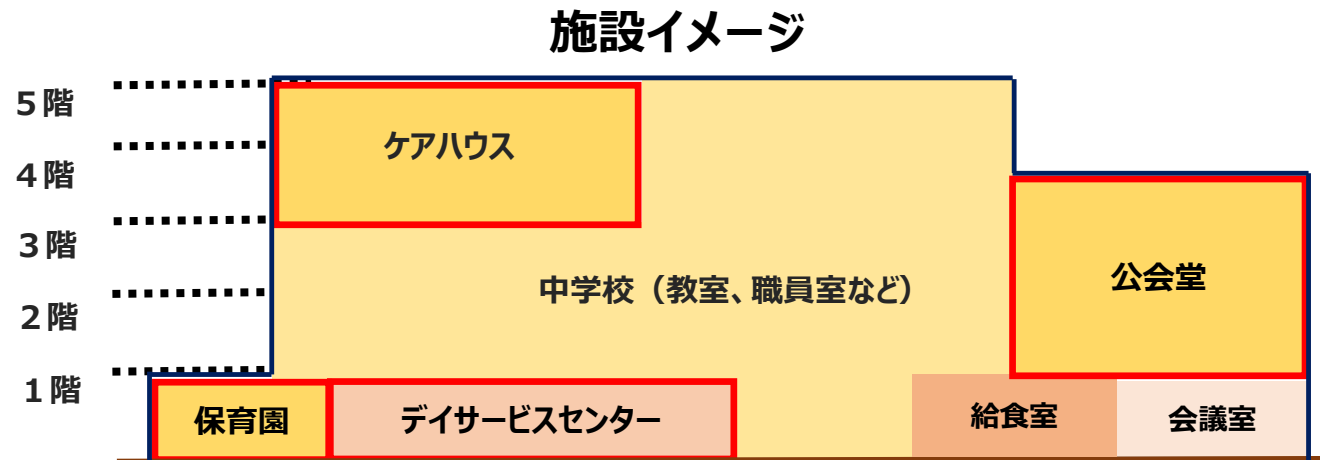 施設イメージ
5階
4階
3階
2階
1階
ケアハウス
中学校（教室、職員室など）
公会堂
保育園
デイサービスセンター
給食室
会議室